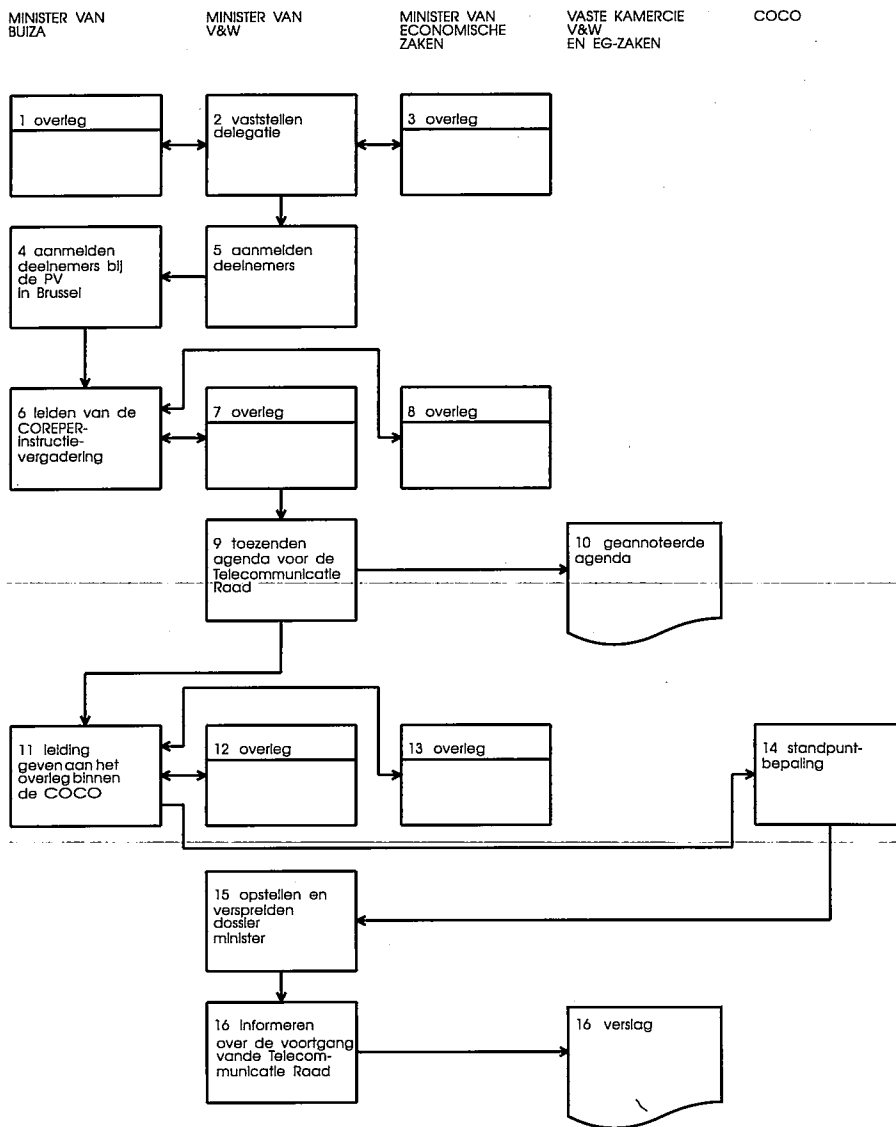 MINISTER VAN
BUIZA
MINISTER VAN
V&W
MINISTER VAN
ECONOMISCHE
ZAKEN
VASTE KAMERCIE
V&W
EN EG-ZAKEN
COCO
1 overleg
2 vaststellen
delegatie
3 overleg
4 aanmelden
deelnemers bij
de PV
in Brussel
5 aanmelden
deelnemers
6 leiden van de
COREPER-
instructie-
vergadering
7 overleg
8 overleg
9 toezenden
agenda voor de
Telecommunicatie
Raad
10 geannoteerde
agenda
11 leiding
geven aan het
overleg binnen
de COCO
12 overleg
13 overleg
14 standpunt-
bepaling
15 opstellen en
verspreiden
dossier
minister
16 informeren
over de voortgang
vande Telecom-
municatie Raad
16 verslag